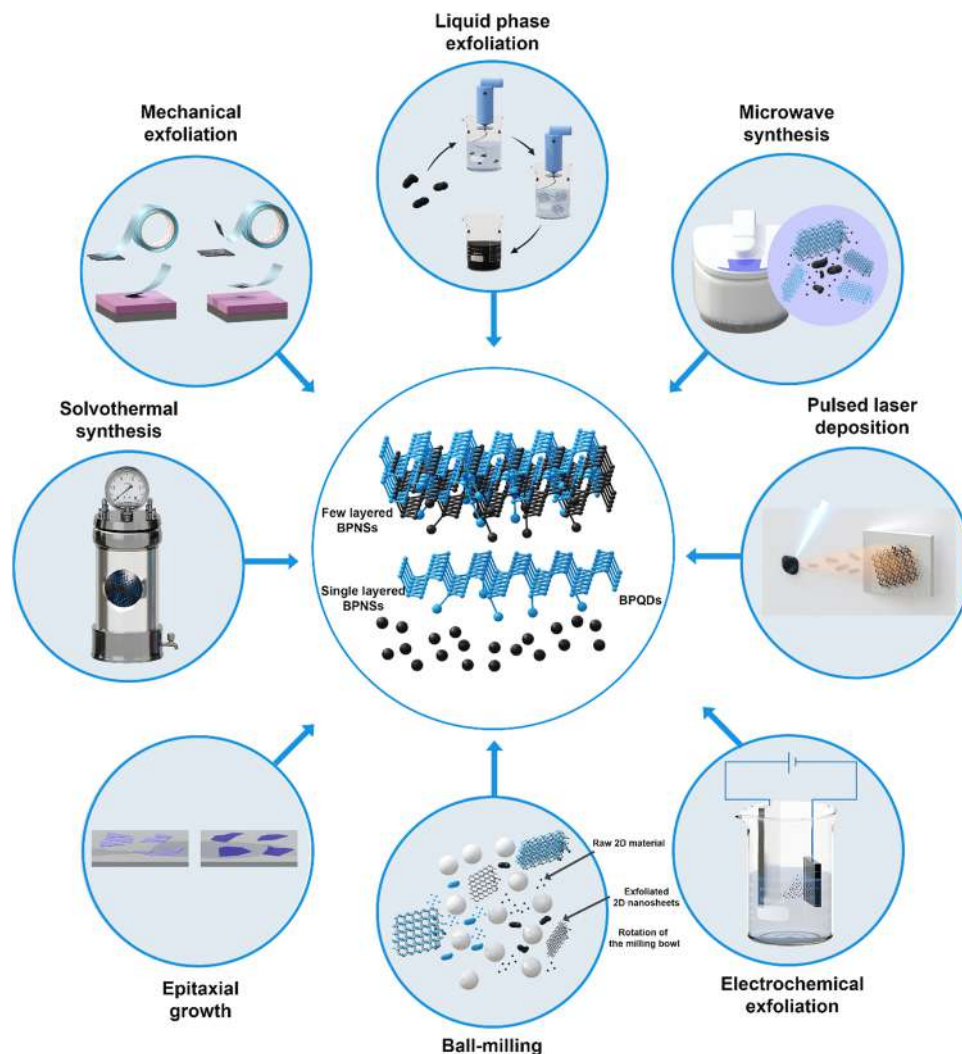 Liquid phase
exfoliation
Mechanical
exfoliation
Microwave
synthesis
Solvothermal
synthesis
Pulsed laser
deposition
Few layered
BPNSs
Single layered
BPNSs
BPQDs
Raw 2D material
Exfoliated
2D nanosheets
Rotation of
the milling bowl
Epitaxial
growth
Ball-milling
Electrochemical
exfoliation